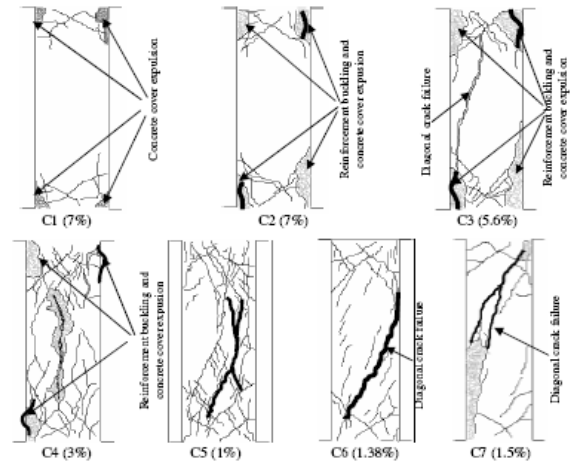 Concrete cover expulsion
C1 (7%)
Reinforcement buckling and
concrete cover expusion
C2 (7%)
Diagonal crack failure
Reinforcement buckling and
concrete cover expulsion
C3 (5.6%)
Reinforcement buckling and
concrete cover expusion
C4 (3%)
C5 (1%)
Diagonal crack failure
C6 (1.38%)
Diagonal crack failure
C7 (1.5%)